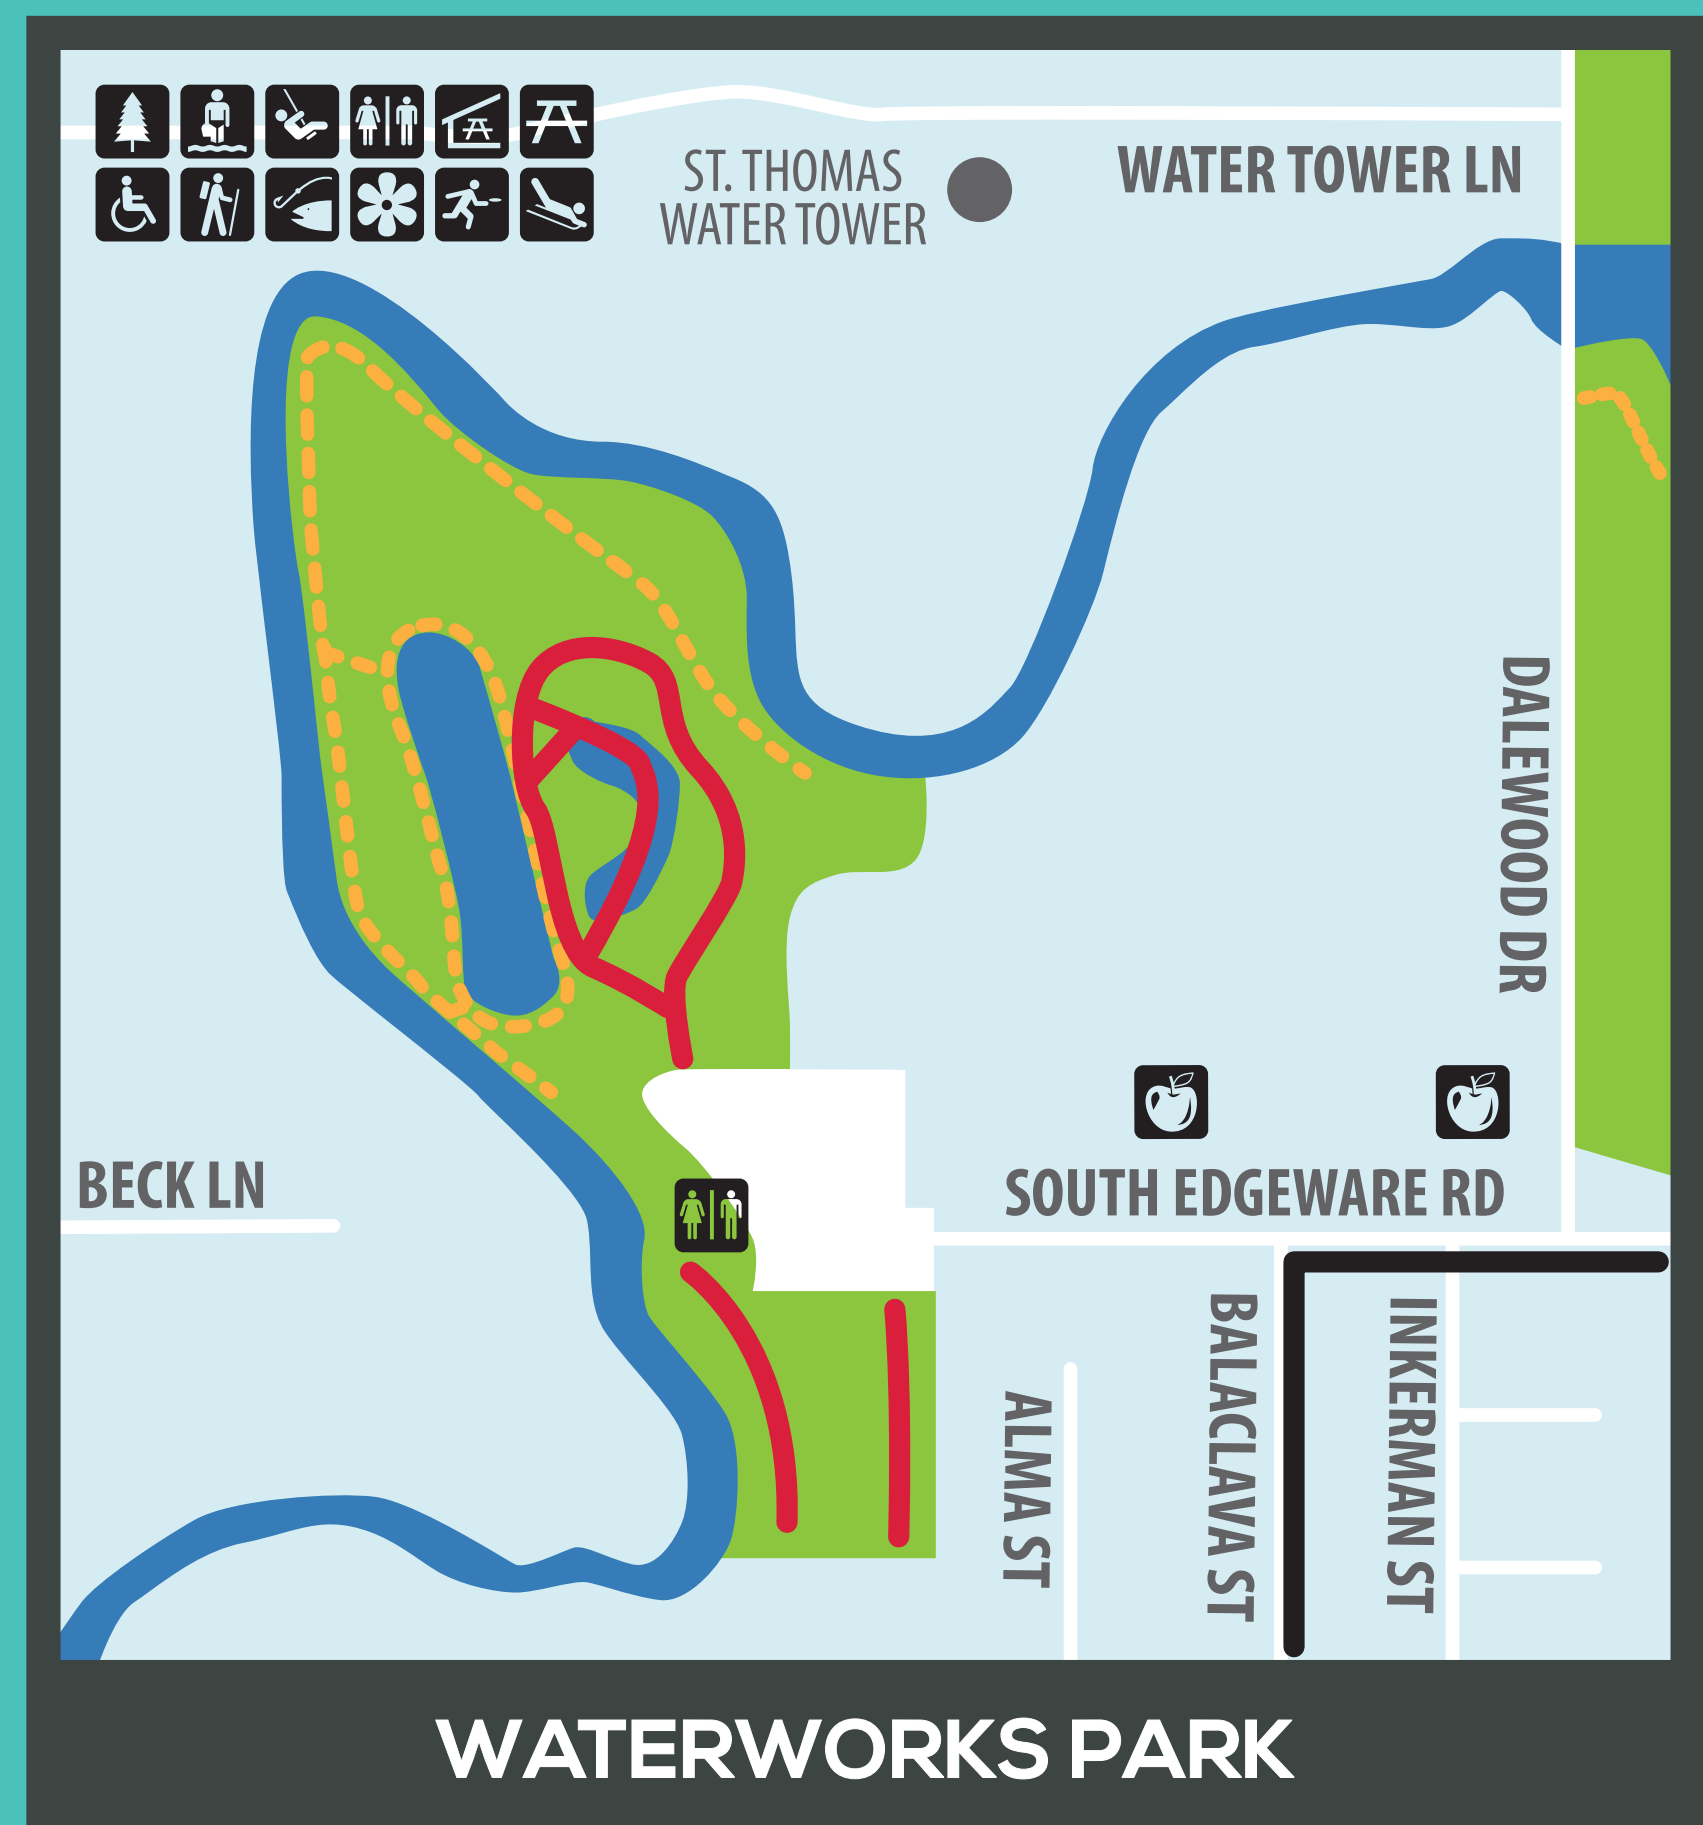 ST. THOMAS
WATER TOWER
WATER TOWER LN
DALEWOOD DR
BECK LN
SOUTH EDGEWARE RD
ALMA ST
BALACLAVA ST
INKERMAN ST
WATERWORKS PARK